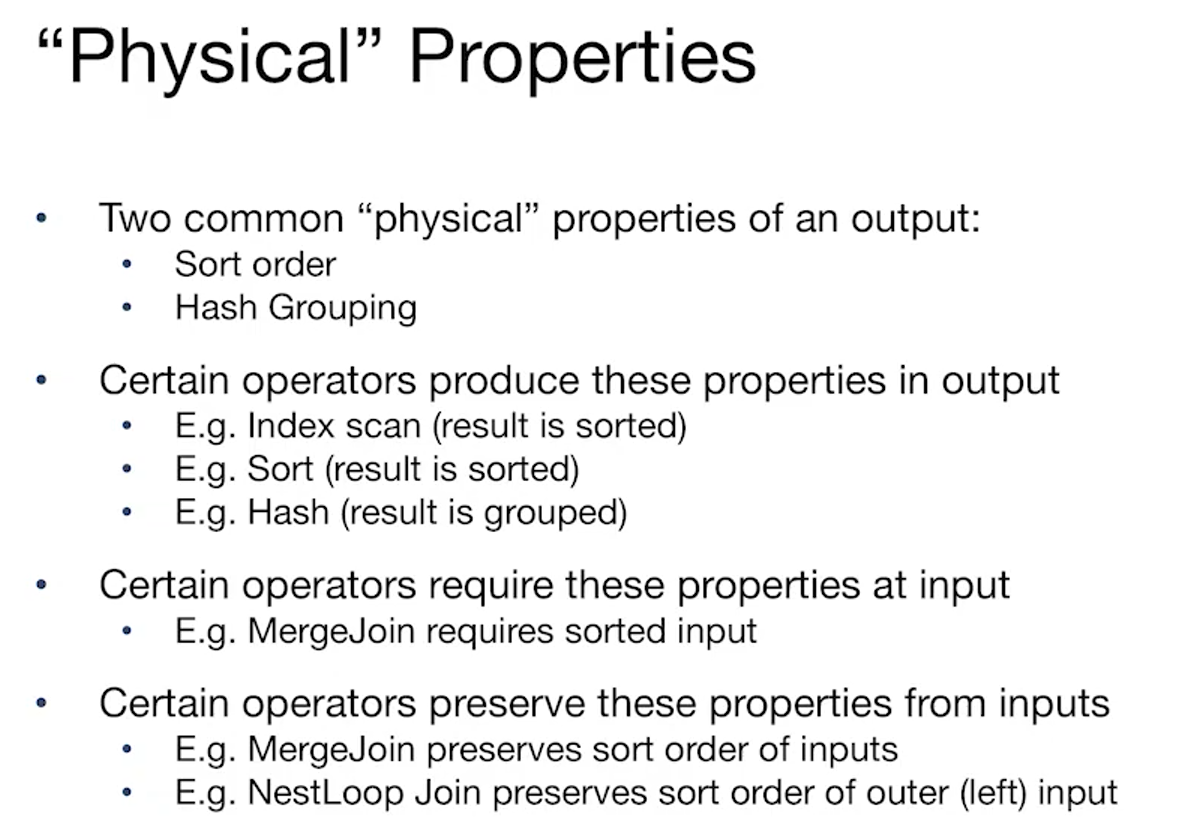 “Physical” Properties
• Two common “physical” properties of an output:
• Sort order
• Hash Grouping
• Certain operators produce these properties in output
• E.g. Index scan (result is sorted)
• E.g. Sort (result is sorted)
• E.g. Hash (result is grouped)
• Certain operators require these properties at input
• E.g. MergeJoin requires sorted input
• Certain operators preserve these properties from inputs
• E.g. MergeJoin preserves sort order of inputs
• E.g. NestLoop Join preserves sort order of outer (left) input